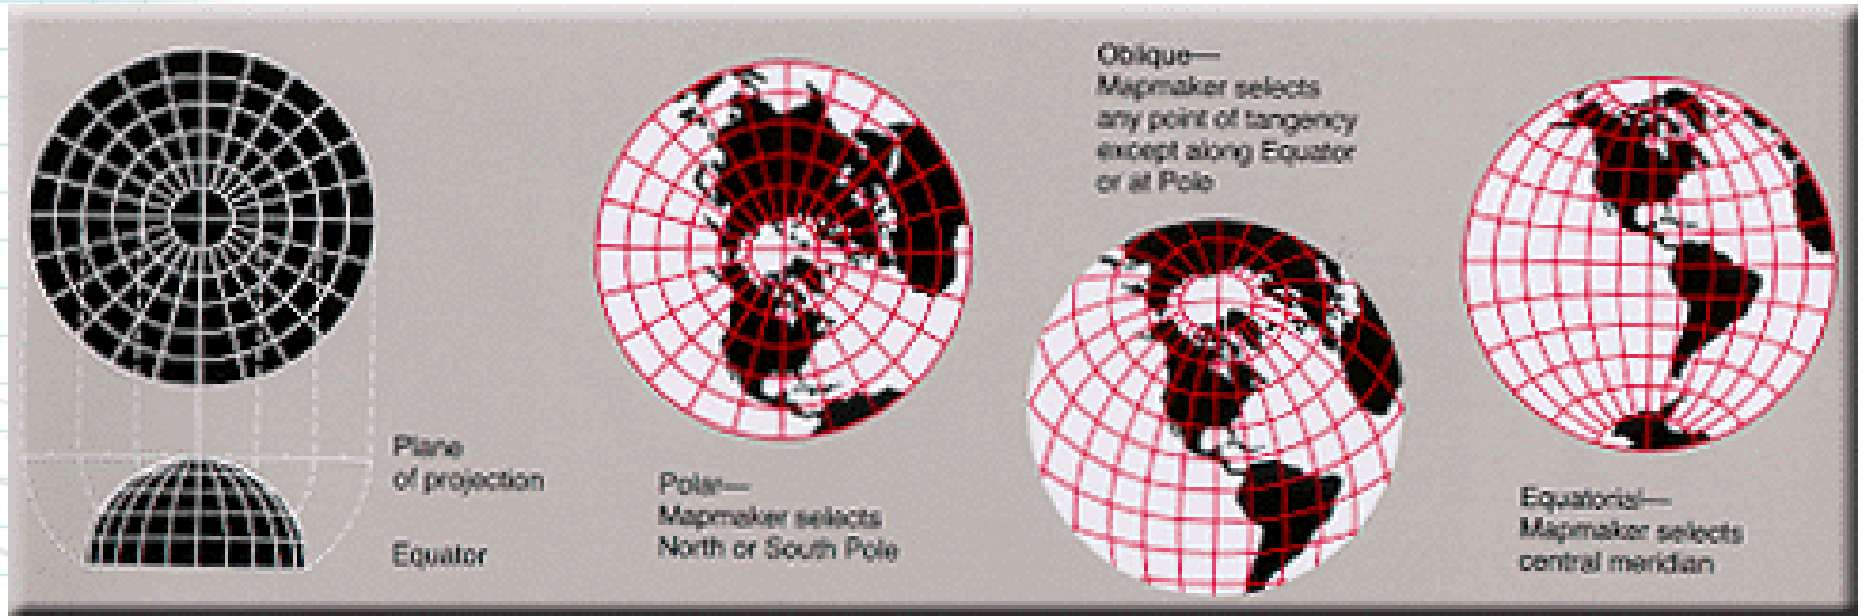 Plane
of projection
Equator
Polar—
Mapmaker selects
North or South Pole
Oblique—
Mapmaker selects
any point of tangency
except along Equator
or at Pole
Equatorial—
Mapmaker selects
central meridian